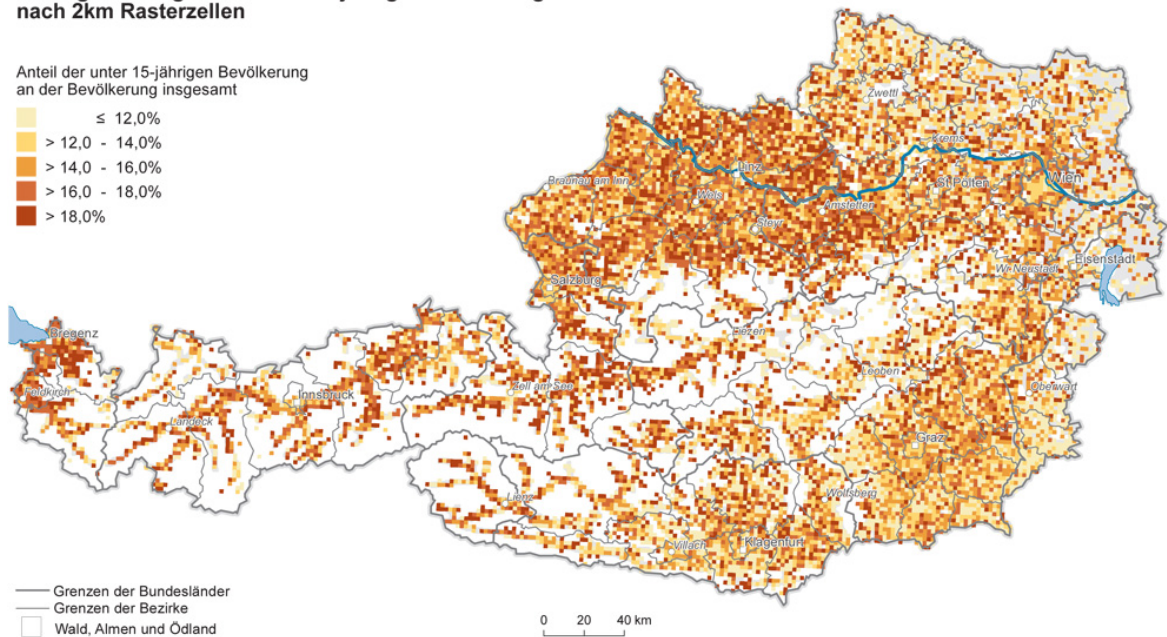 nach 2km Rasterzellen
Anteil der unter 15-jährigen Bevölkerung
an der Bevölkerung insgesamt
≤ 12,0%
> 12,0 - 14,0%
> 14,0 - 16,0%
> 16,0 - 18,0%
> 18,0%
Zwettl
Krems
Linz
Wien
St.Pölten
Braunau am Inn
Wels
Amstetten
Steyr
Eisenstadt
Wr. Neustadt
Salzburg
Bregenz
Liezen
Leoben
Feldkirch
Innsbruck
Zell am See
Oberwart
Landeck
Graz
Wolfsberg
Lienz
Villach
Klagenfurt
Grenzen der Bundesländer
Grenzen der Bezirke
Wald, Almen und Ödland
0 20 40 km